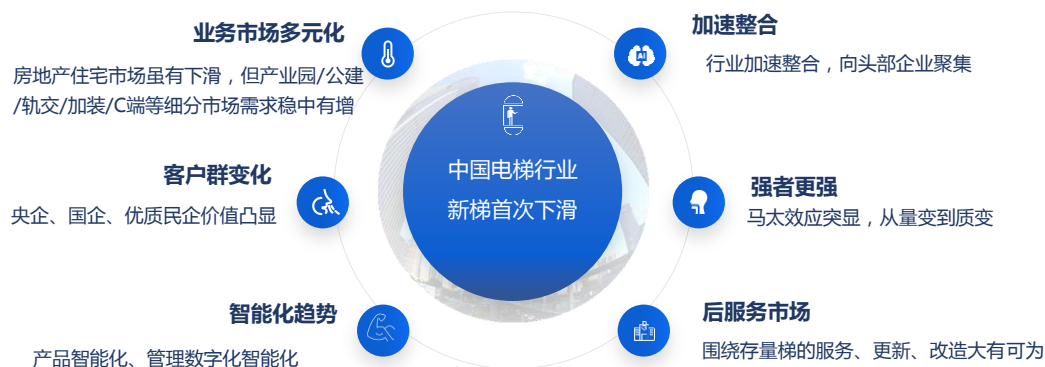 业务市场多元化
房地产住宅市场虽有下滑，但产业园/公建
/轨交/加装/C端等细分市场需求稳中有增
客户群变化
央企、国企、优质民企价值凸显
智能化趋势
产品智能化、管理数字化智能化
中国电梯行业
新梯首次下滑
加速整合
AI
行业加速整合，向头部企业聚集
强者更强
马太效应突显，从量变到质变
后服务市场
围绕存量梯的服务、更新、改造大有可为